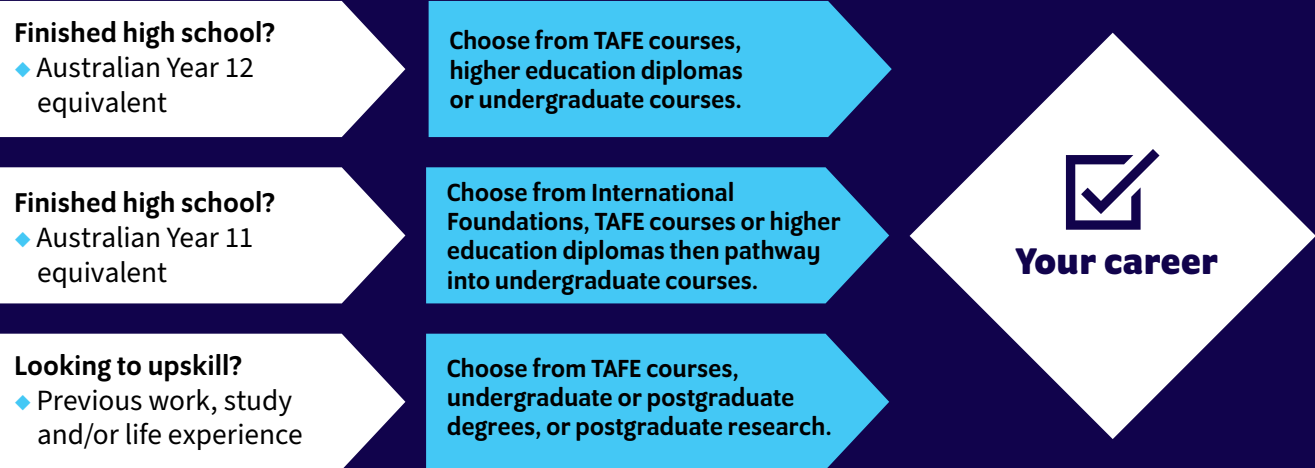 Finished high school?
◆ Australian Year 12
equivalent
Choose from TAFE courses,
higher education diplomas
or undergraduate courses.
Finished high school?
◆ Australian Year 11
equivalent
Choose from International
Foundations, TAFE courses or higher
education diplomas then pathway
into undergraduate courses.
Looking to upskill?
◆ Previous work, study
and/or life experience
Choose from TAFE courses,
undergraduate or postgraduate
degrees, or postgraduate research.
Your career